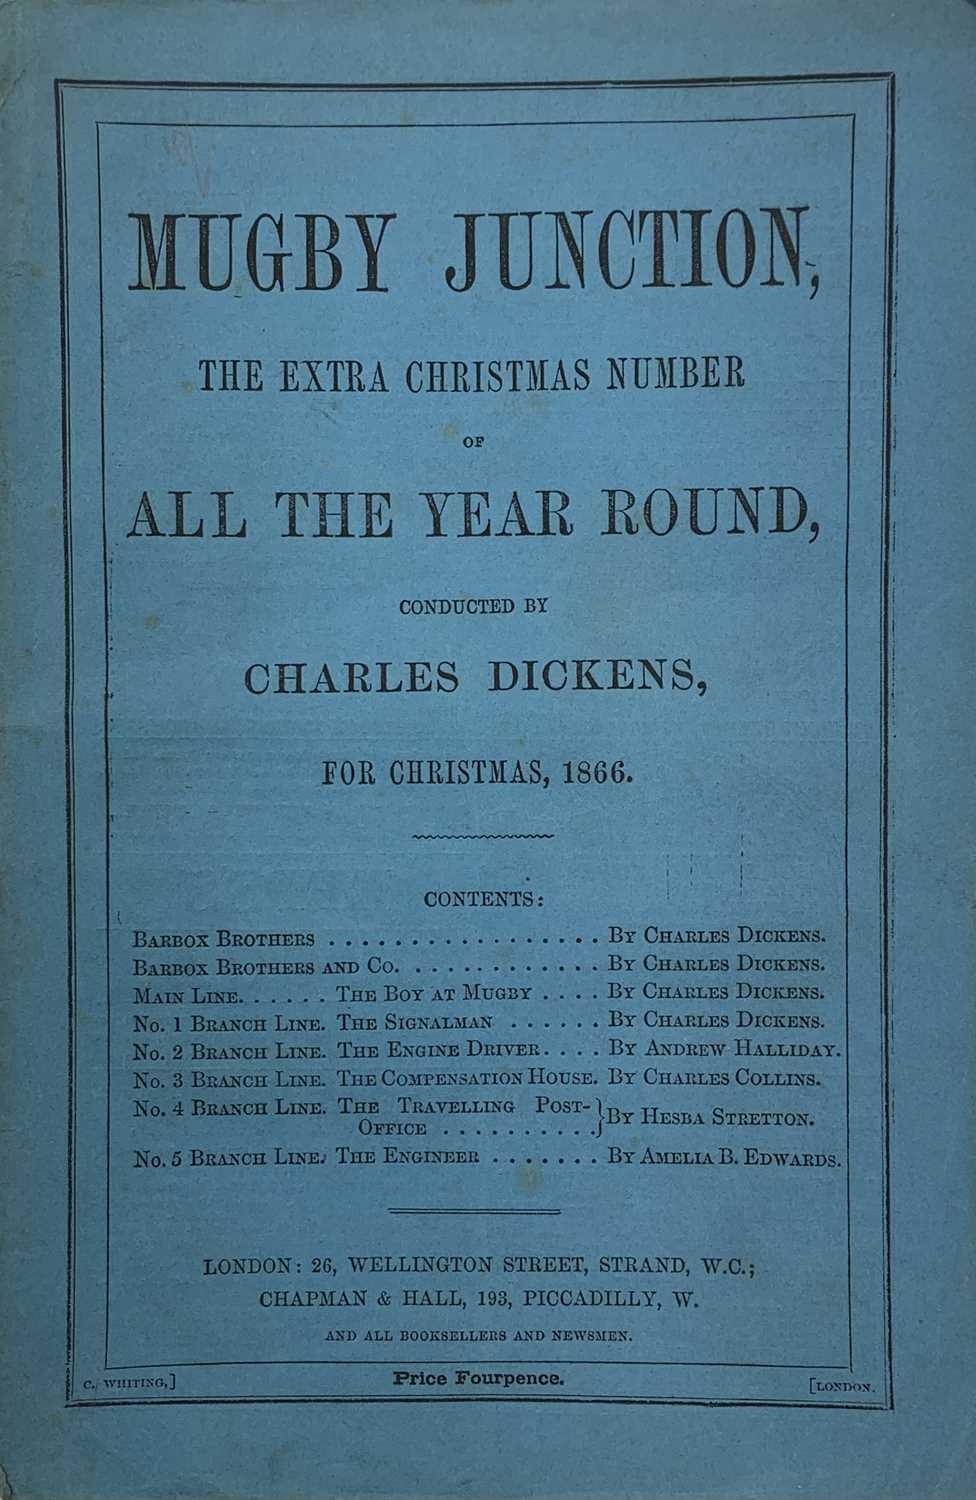 MUGBY JUNCTION,
THE EXTRA CHRISTMAS NUMBER
OF
ALL THE YEAR ROUND,
CONDUCTED BY
CHARLES DICKENS,
FOR CHRISTMAS, 1866.
CONTENTS:
BARBOX BROTHERS . . . . . . . . . . . . . . . . . BY CHARLES DICKENS.
BARBOX BROTHERS AND CO. . . . . . . . . . . . . BY CHARLES DICKENS.
MAIN LINE. . . . . . THE BOY AT MUGBY . . . . BY CHARLES DICKENS.
No. 1 BRANCH LINE. THE SIGNALMAN . . . . . . BY CHARLES DICKENS.
No. 2 BRANCH LINE. THE ENGINE DRIVER. . . . BY ANDREW HALLIDAY.
No. 3 BRANCH LINE. THE COMPENSATION HOUSE. BY CHARLES COLLINS.
No. 4 BRANCH LINE. THE TRAVELLING POST-
OFFICE . . . . . . . . . . } BY HESBA STRETTON.
No. 5 BRANCH LINE. THE ENGINEER . . . . . . . BY AMELIA B. EDWARDS.
LONDON: 26, WELLINGTON STREET, STRAND, W.C.;
CHAPMAN & HALL, 193, PICCADILLY, W.
AND ALL BOOKSELLERS AND NEWSMEN.
C. WHITING,] Price Fourpence. [LONDON.